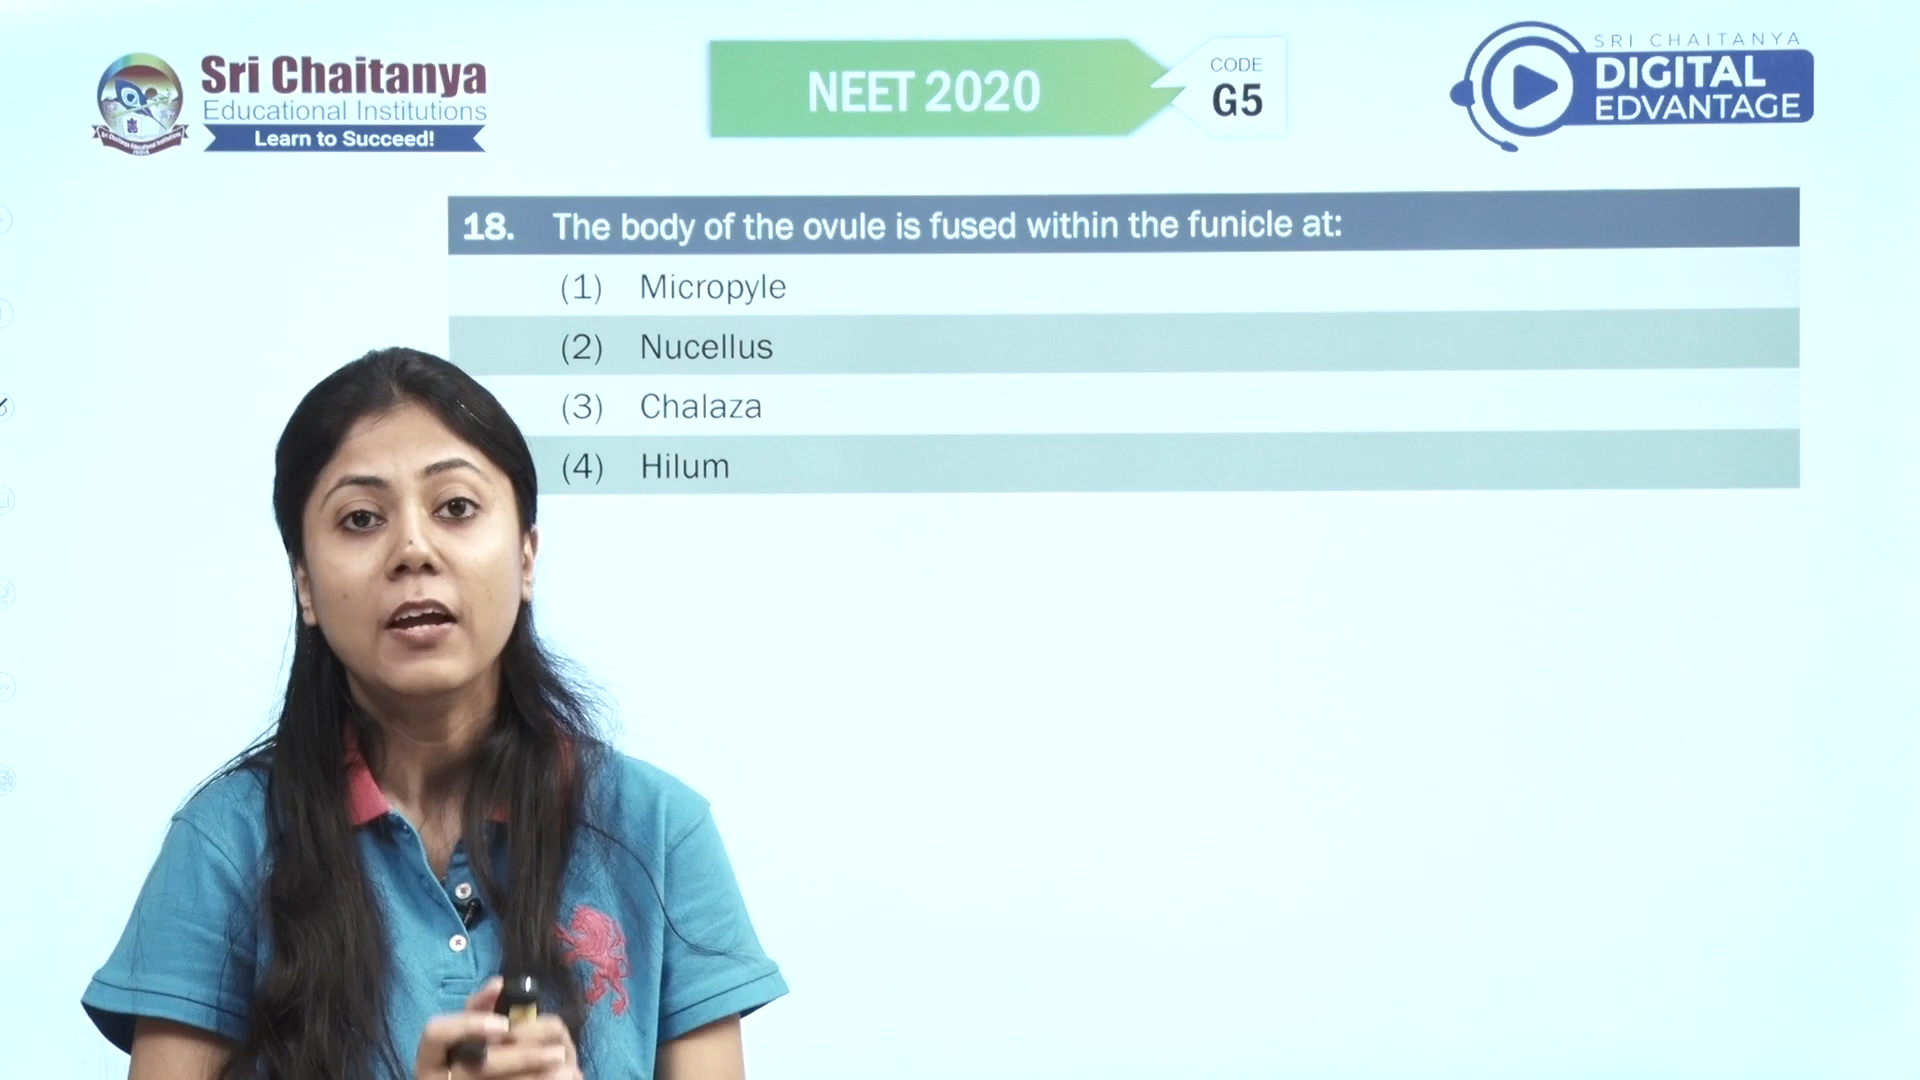 Sri Chaitanya
Educational Institutions
Learn to Succeed!
NEET 2020
CODE
G5
SRI CHAITANYA
DIGITAL
EDVANTAGE
18. The body of the ovule is fused within the funicle at:
(1) Micropyle
(2) Nucellus
(3) Chalaza
(4) Hilum